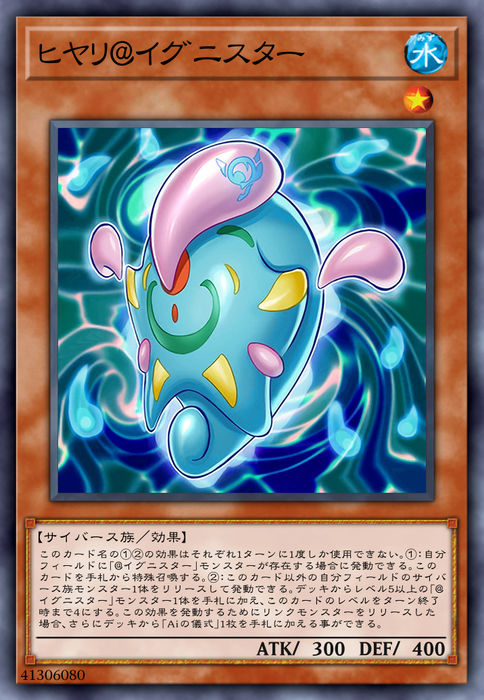 ヒヤリ@イグニスター
みず
水
【サイバース族/効果】
このカード名の①②の効果はそれぞれ1ターンに1度しか使用できない。①:自分
フィールドに「@イグニスター」モンスターが存在する場合に発動できる。この
カードを手札から特殊召喚する。②:このカード以外の自分フィールドのサイバ
ース族モンスター1体をリリースして発動できる。デッキからレベル5以上の「@
イグニスター」モンスター1体を手札に加え、このカードのレベルをターン終了
時まで4にする。この効果を発動するためにリンクモンスターをリリースした
場合、さらにデッキから「Aiの儀式」1枚を手札に加える事ができる。
ATK/ 300 DEF/ 400
41306080